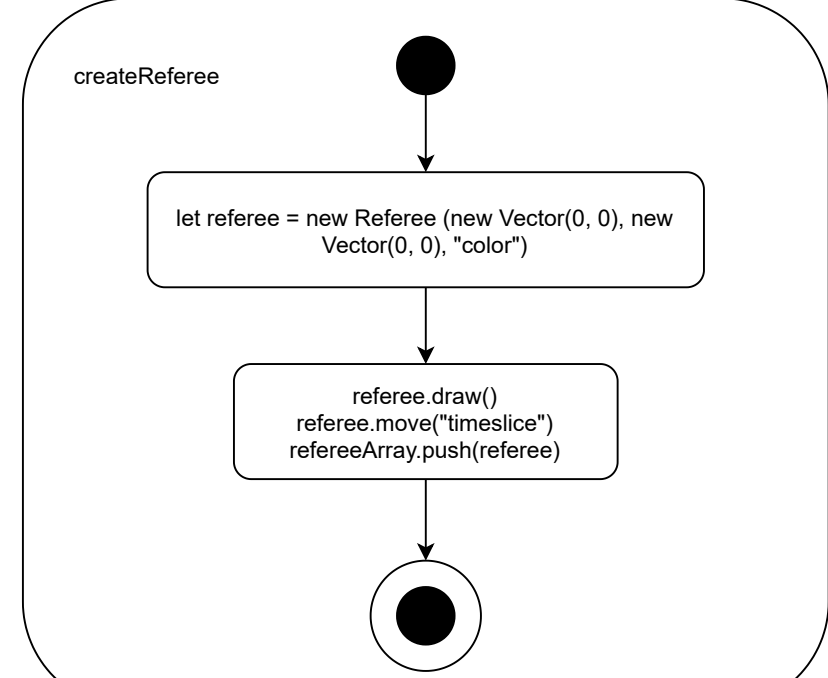 createReferee
let referee = new Referee (new Vector(0, 0), new
Vector(0, 0), "color")
referee.draw()
referee.move("timeslice")
refereeArray.push(referee)